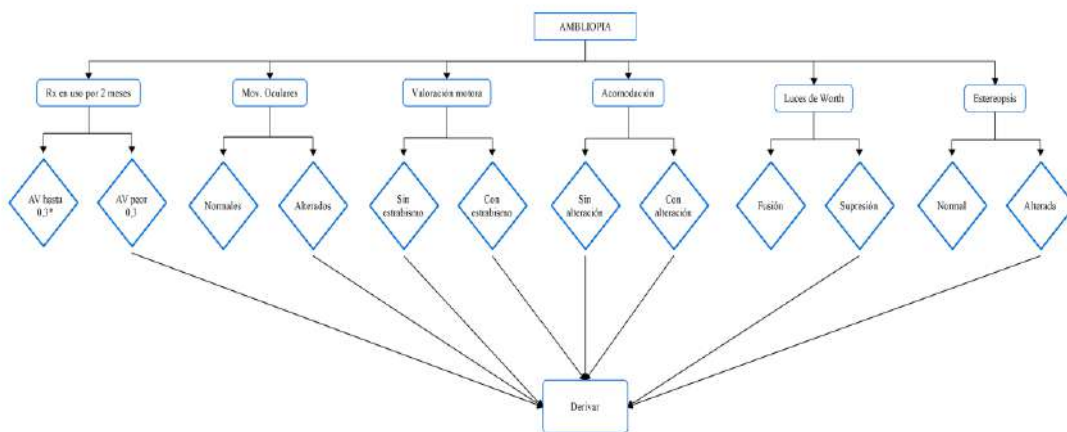 AMBLIOPIA
Rx en uso por 2 meses
Mov. Oculares
Valoración motora
Acomodación
Luces de Worth
Estereopsis
AV hasta
0,3*
AV peor
0,3
Normales
Alterados
Sin
estrabismo
Con
estrabismo
Sin
alteración
Con
alteración
Fusión
Supresión
Normal
Alterada
Derivar